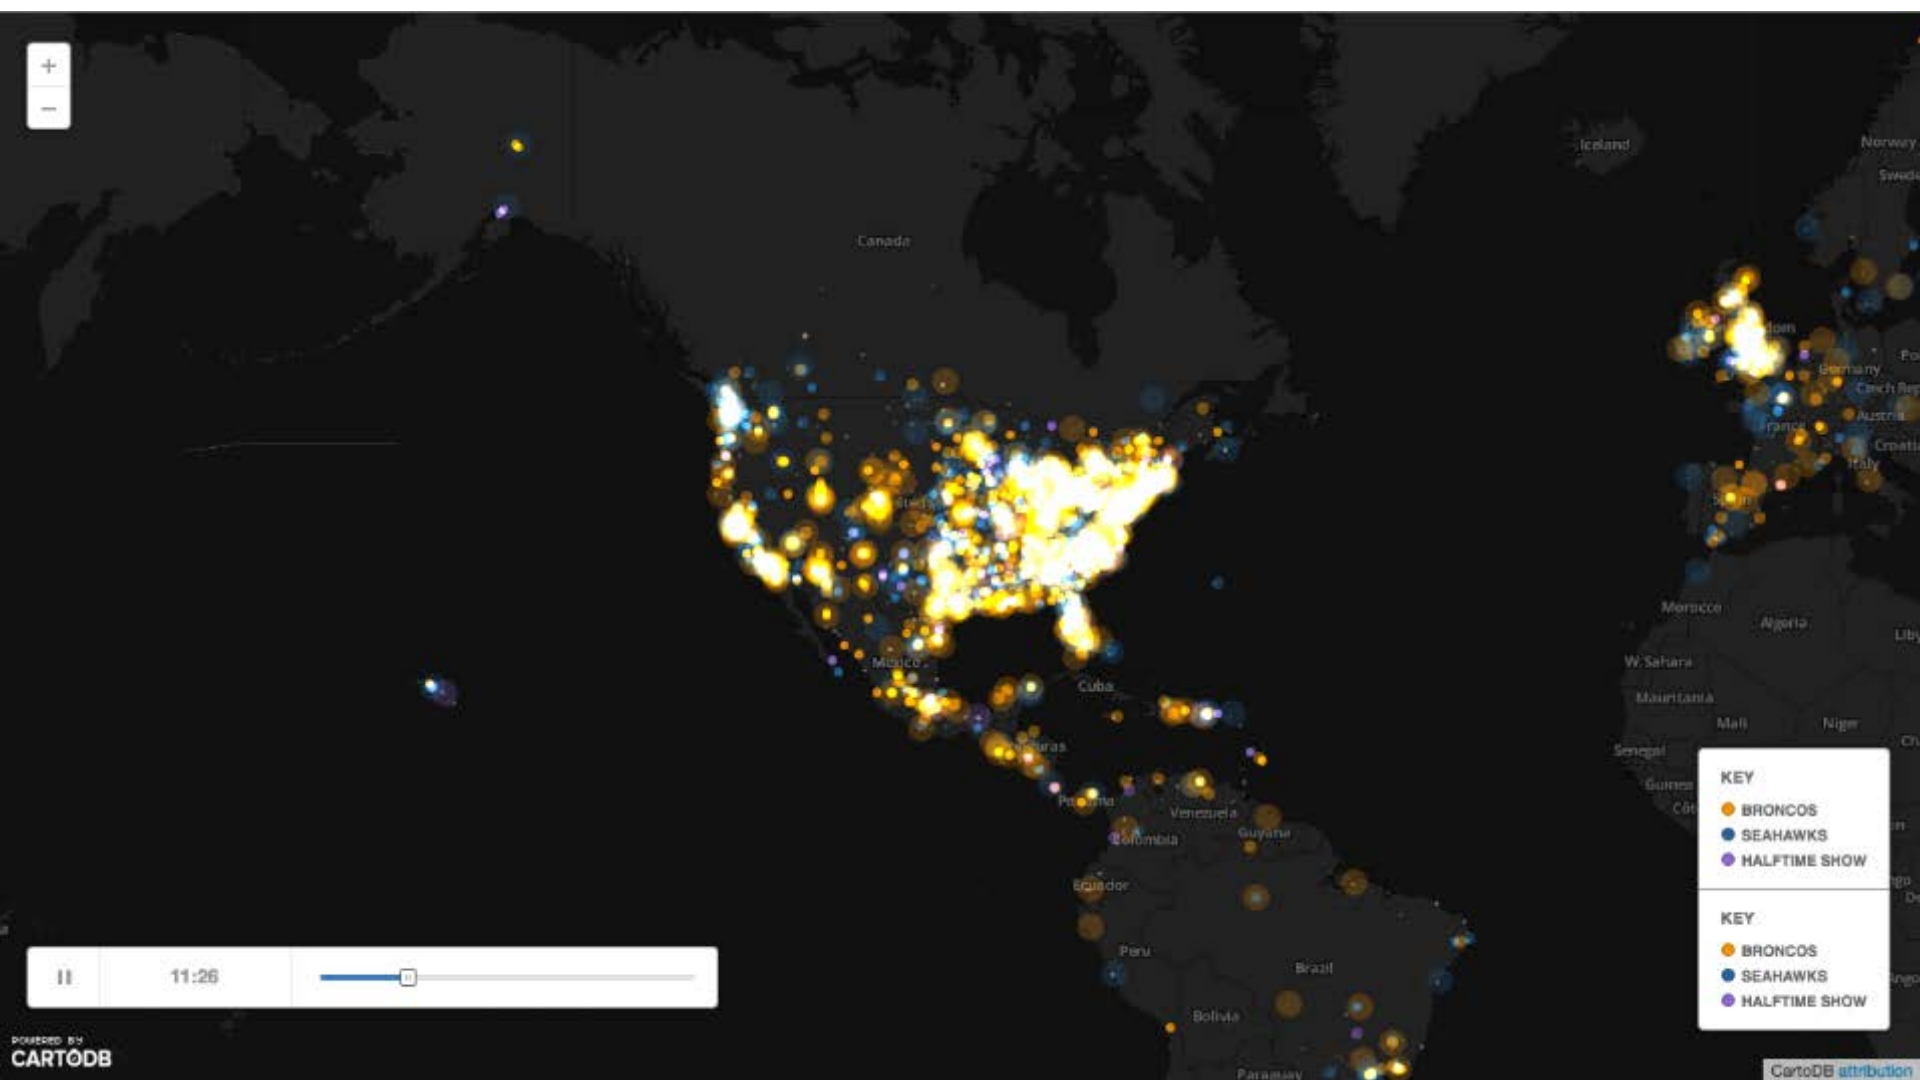 +
−
Iceland
Norway
Canada
Germany
Austria
Italy
Mexico
Cuba
Morocco
Algeria
W. Sahara
Mauritania
Mali
Niger
Senegal
Venezuela
Guyana
Colombia
Ecuador
Peru
Brazil
Bolivia
Paraguay
KEY
BRONCOS
SEAHAWKS
HALFTIME SHOW
KEY
BRONCOS
SEAHAWKS
HALFTIME SHOW
11:26
POWERED BY
CARTODB
CartoDB attribution